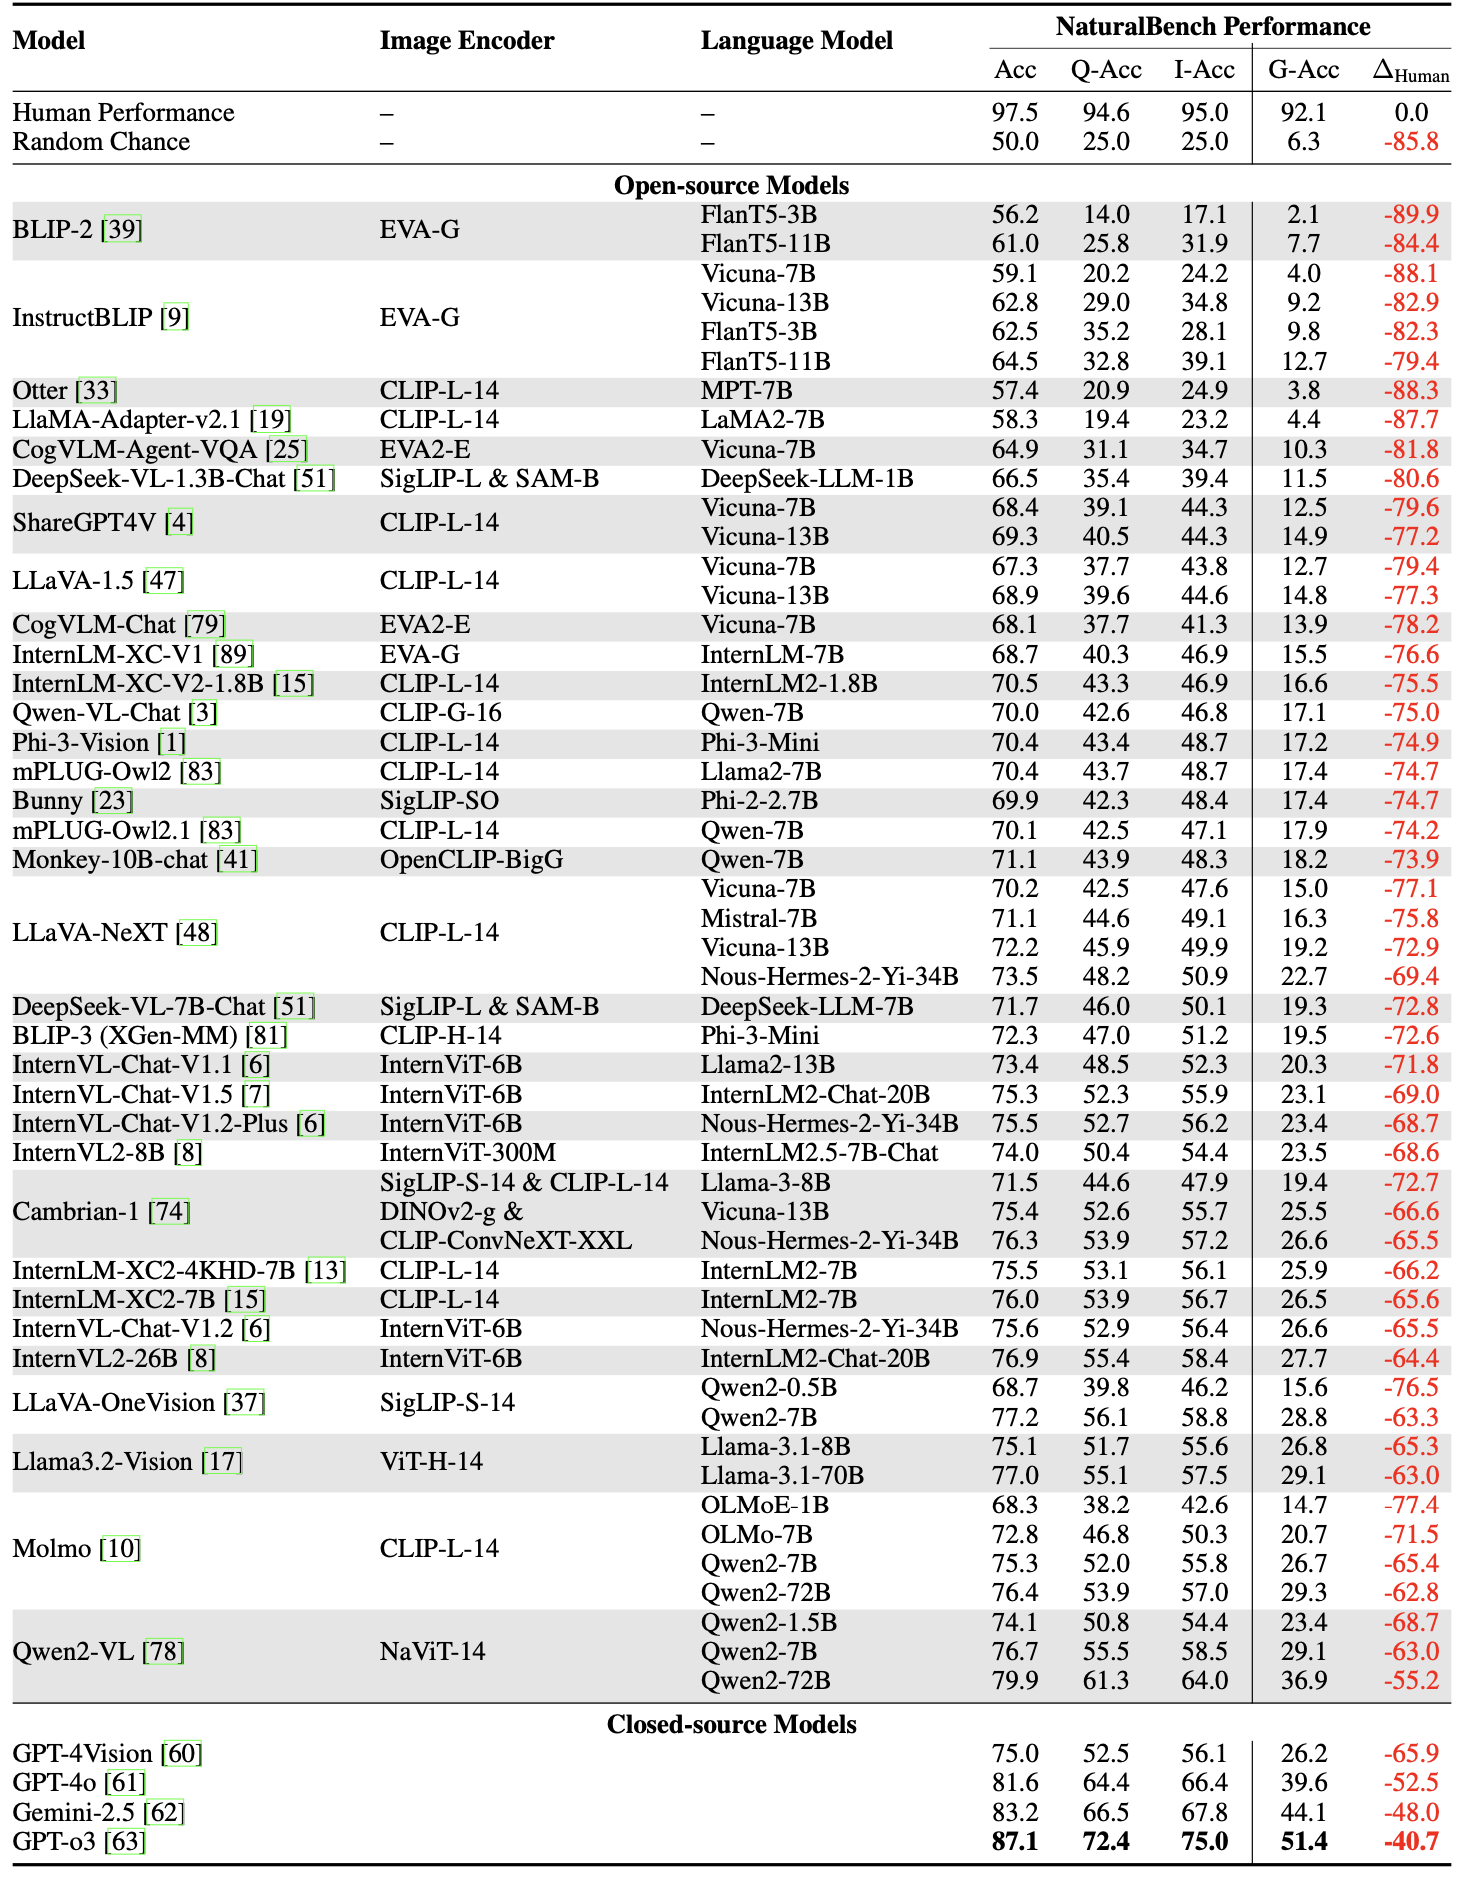 Model Image Encoder Language Model NaturalBench Performance
Acc Q-Acc I-Acc G-Acc Δ_Human
Human Performance – – 97.5 94.6 95.0 92.1 0.0
Random Chance – – 50.0 25.0 25.0 6.3 -85.8
Open-source Models
BLIP-2 [39] EVA-G FlanT5-3B 56.2 14.0 17.1 2.1 -89.9
FlanT5-11B 61.0 25.8 31.9 7.7 -84.4
InstructBLIP [9] EVA-G Vicuna-7B 59.1 20.2 24.2 4.0 -88.1
Vicuna-13B 62.8 29.0 34.8 9.2 -82.9
FlanT5-3B 62.5 35.2 28.1 9.8 -82.3
FlanT5-11B 64.5 32.8 39.1 12.7 -79.4
Otter [33] CLIP-L-14 MPT-7B 57.4 20.9 24.9 3.8 -88.3
LlaMA-Adapter-v2.1 [19] CLIP-L-14 LaMA2-7B 58.3 19.4 23.2 4.4 -87.7
CogVLM-Agent-VQA [25] EVA2-E Vicuna-7B 64.9 31.1 34.7 10.3 -81.8
DeepSeek-VL-1.3B-Chat [51] SigLIP-L & SAM-B DeepSeek-LLM-1B 66.5 35.4 39.4 11.5 -80.6
ShareGPT4V [4] CLIP-L-14 Vicuna-7B 68.4 39.1 44.3 12.5 -79.6
Vicuna-13B 69.3 40.5 44.3 14.9 -77.2
LLaVA-1.5 [47] CLIP-L-14 Vicuna-7B 67.3 37.7 43.8 12.7 -79.4
Vicuna-13B 68.9 39.6 44.6 14.8 -77.3
CogVLM-Chat [79] EVA2-E Vicuna-7B 68.1 37.7 41.3 13.9 -78.2
InternLM-XC-V1 [89] EVA-G InternLM-7B 68.7 40.3 46.9 15.5 -76.6
InternLM-XC-V2-1.8B [15] CLIP-L-14 InternLM2-1.8B 70.5 43.3 46.9 16.6 -75.5
Qwen-VL-Chat [3] CLIP-G-16 Qwen-7B 70.0 42.6 46.8 17.1 -75.0
Phi-3-Vision [1] CLIP-L-14 Phi-3-Mini 70.4 43.4 48.7 17.2 -74.9
mPLUG-Owl2 [83] CLIP-L-14 Llama2-7B 70.4 43.7 48.7 17.4 -74.7
Bunny [23] SigLIP-SO Phi-2-2.7B 69.9 42.3 48.4 17.4 -74.7
mPLUG-Owl2.1 [83] CLIP-L-14 Qwen-7B 70.1 42.5 47.1 17.9 -74.2
Monkey-10B-chat [41] OpenCLIP-BigG Qwen-7B 71.1 43.9 48.3 18.2 -73.9
LLaVA-NeXT [48] CLIP-L-14 Vicuna-7B 70.2 42.5 47.6 15.0 -77.1
Mistral-7B 71.1 44.6 49.1 16.3 -75.8
Vicuna-13B 72.2 45.9 49.9 19.2 -72.9
Nous-Hermes-2-Yi-34B 73.5 48.2 50.9 22.7 -69.4
DeepSeek-VL-7B-Chat [51] SigLIP-L & SAM-B DeepSeek-LLM-7B 71.7 46.0 50.1 19.3 -72.8
BLIP-3 (XGen-MM) [81] CLIP-H-14 Phi-3-Mini 72.3 47.0 51.2 19.5 -72.6
InternVL-Chat-V1.1 [6] InternViT-6B Llama2-13B 73.4 48.5 52.3 20.3 -71.8
InternVL-Chat-V1.5 [7] InternViT-6B InternLM2-Chat-20B 75.3 52.3 55.9 23.1 -69.0
InternVL-Chat-V1.2-Plus [6] InternViT-6B Nous-Hermes-2-Yi-34B 75.5 52.7 56.2 23.4 -68.7
InternVL2-8B [8] InternViT-300M InternLM2.5-7B-Chat 74.0 50.4 54.4 23.5 -68.6
SigLIP-S-14 & CLIP-L-14 Llama-3-8B 71.5 44.6 47.9 19.4 -72.7
Cambrian-1 [74] DINOv2-g & Vicuna-13B 75.4 52.6 55.7 25.5 -66.6
CLIP-ConvNeXT-XXL Nous-Hermes-2-Yi-34B 76.3 53.9 57.2 26.6 -65.5
InternLM-XC2-4KHD-7B [13] CLIP-L-14 InternLM2-7B 75.5 53.1 56.1 25.9 -66.2
InternLM-XC2-7B [15] CLIP-L-14 InternLM2-7B 76.0 53.9 56.7 26.5 -65.6
InternVL-Chat-V1.2 [6] InternViT-6B Nous-Hermes-2-Yi-34B 75.6 52.9 56.4 26.6 -65.5
InternVL2-26B [8] InternViT-6B InternLM2-Chat-20B 76.9 55.4 58.4 27.7 -64.4
LLaVA-OneVision [37] SigLIP-S-14 Qwen2-0.5B 68.7 39.8 46.2 15.6 -76.5
Qwen2-7B 77.2 56.1 58.8 28.8 -63.3
Llama3.2-Vision [17] ViT-H-14 Llama-3.1-8B 75.1 51.7 55.6 26.8 -65.3
Llama-3.1-70B 77.0 55.1 57.5 29.1 -63.0
Molmo [10] CLIP-L-14 OLMoE-1B 68.3 38.2 42.6 14.7 -77.4
OLMo-7B 72.8 46.8 50.3 20.7 -71.5
Qwen2-7B 75.3 52.0 55.8 26.7 -65.4
Qwen2-72B 76.4 53.9 57.0 29.3 -62.8
Qwen2-VL [78] NaViT-14 Qwen2-1.5B 74.1 50.8 54.4 23.4 -68.7
Qwen2-7B 76.7 55.5 58.5 29.1 -63.0
Qwen2-72B 79.9 61.3 64.0 36.9 -55.2
Closed-source Models
GPT-4Vision [60] 75.0 52.5 56.1 26.2 -65.9
GPT-4o [61] 81.6 64.4 66.4 39.6 -52.5
Gemini-2.5 [62] 83.2 66.5 67.8 44.1 -48.0
GPT-o3 [63] 87.1 72.4 75.0 51.4 -40.7